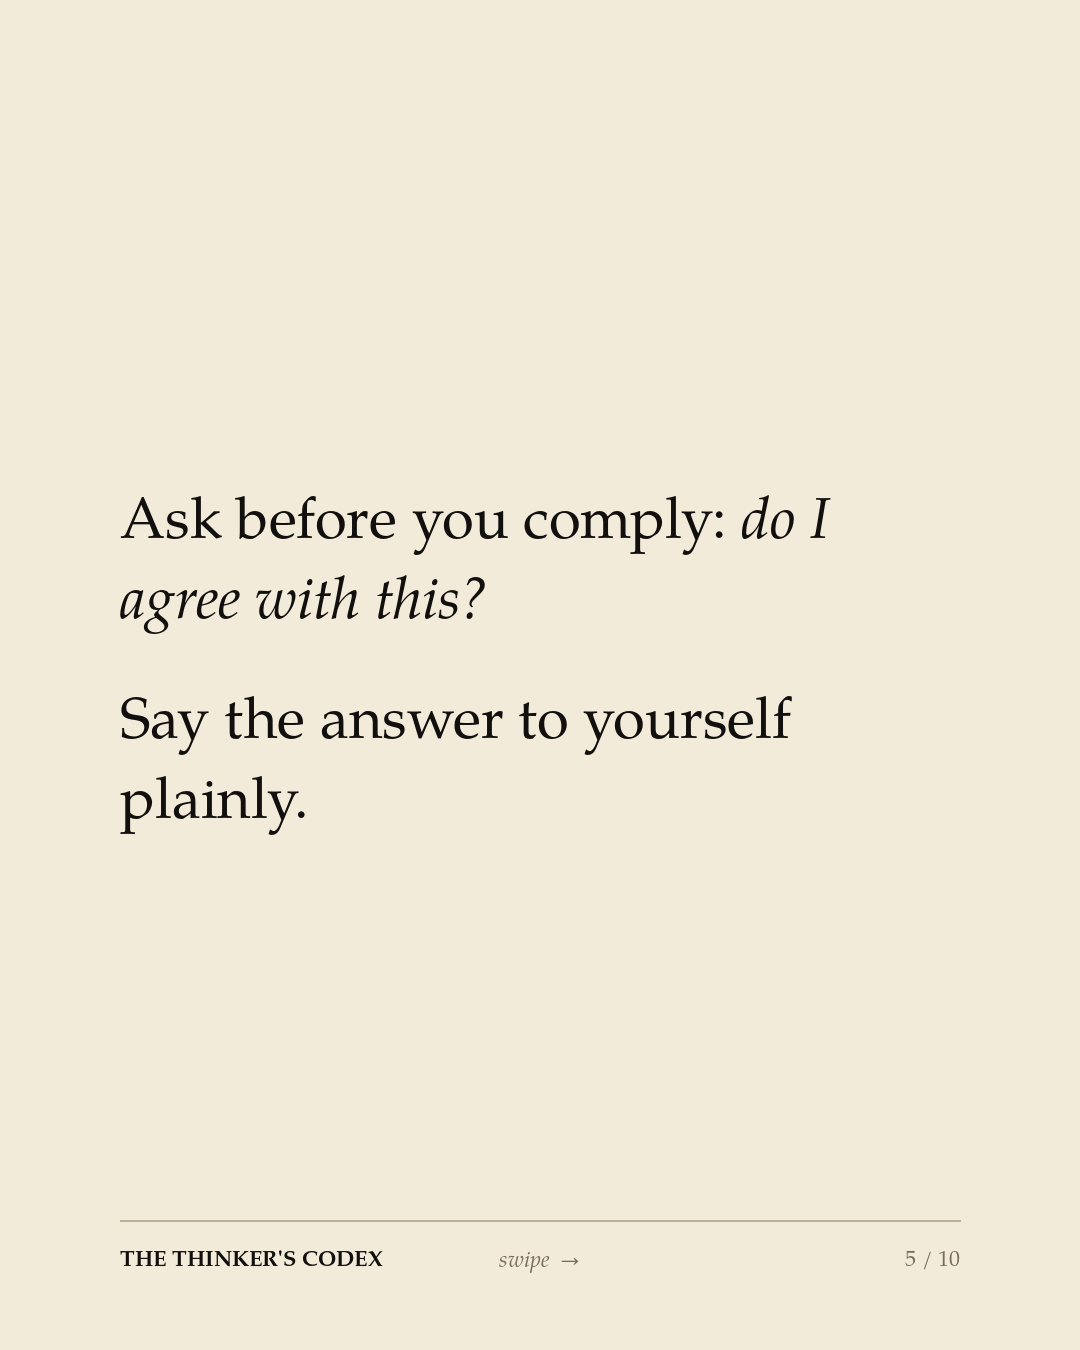 Ask before you comply: do I
agree with this?
Say the answer to yourself
plainly.
THE THINKER'S CODEX swipe → 5 / 10